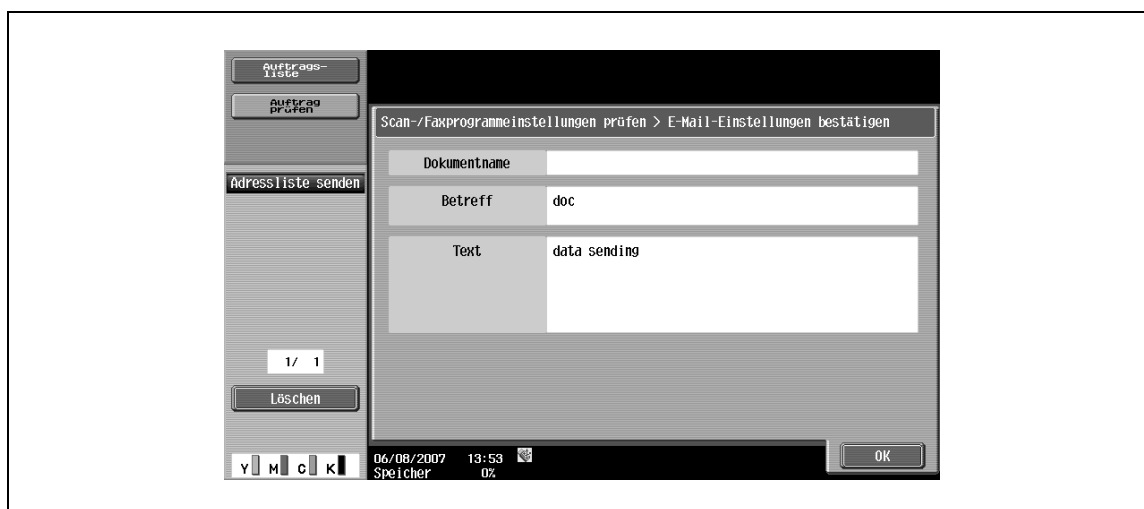 Auftrags-
liste
Auftrag
prüfen
Scan-/Faxprogrammeinstellungen prüfen > E-Mail-Einstellungen bestätigen
Dokumentname
Adressliste senden
Betreff doc
Text data sending
1/ 1
Löschen
Y M C K
06/08/2007 13:53
Speicher 0%
OK